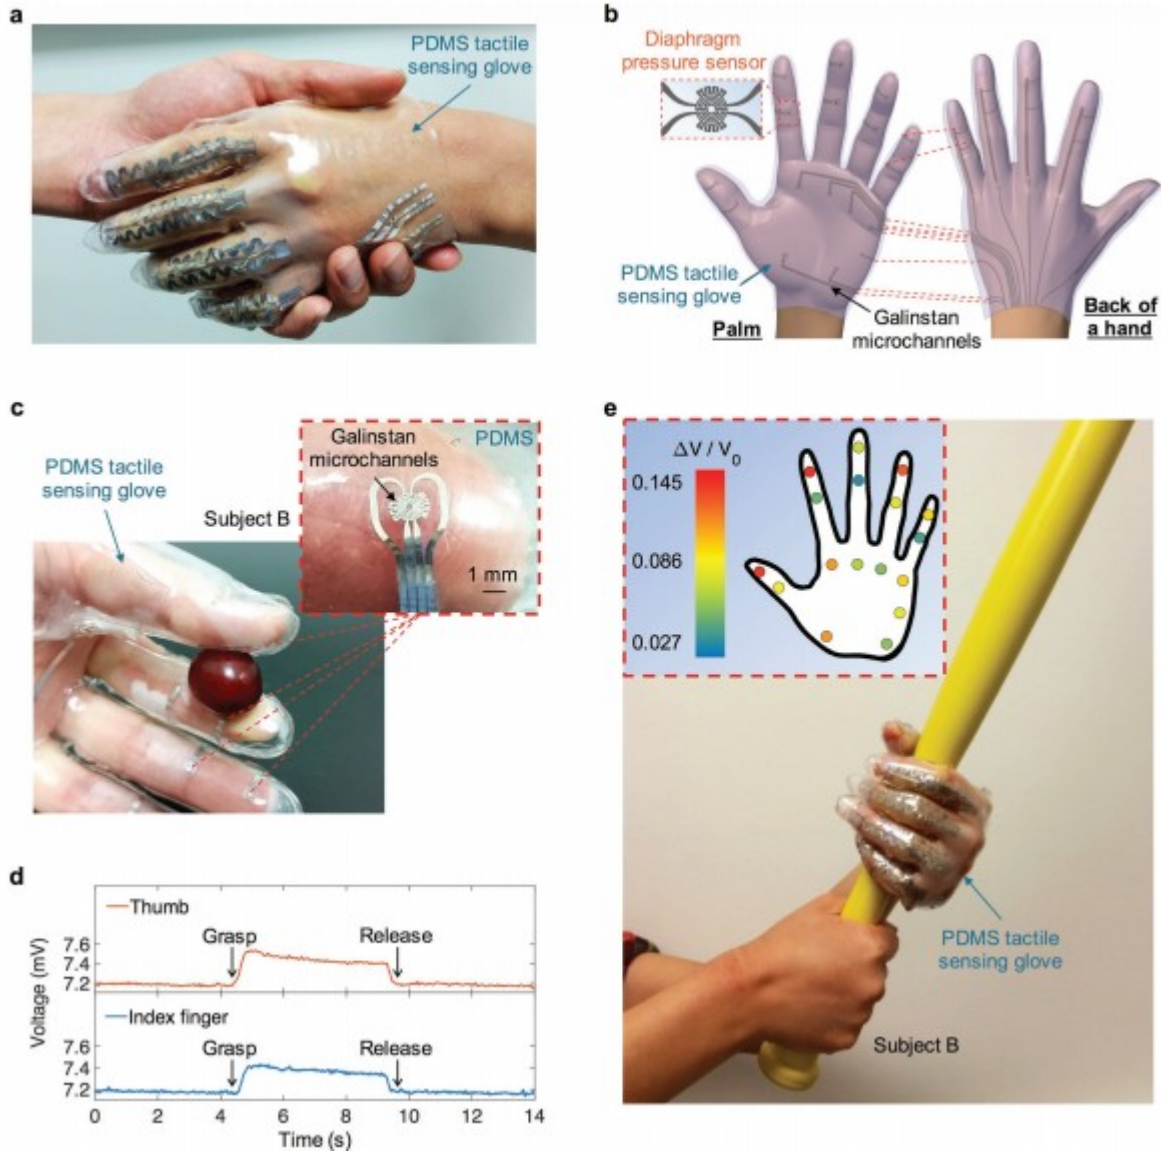 a
PDMS tactile
sensing glove
b
Diaphragm
pressure sensor
PDMS tactile
sensing glove
Palm
Galinstan
microchannels
Back of
a hand
c
PDMS tactile
sensing glove
Subject B
Galinstan
microchannels
PDMS
1 mm
d
Thumb
Grasp
Release
7.6
7.4
7.2
Index finger
Grasp
Release
7.6
7.4
7.2
Voltage (mV)
0 2 4 6 8 10 12 14
Time (s)
e
ΔV / V₀
0.145
0.086
0.027
PDMS tactile
sensing glove
Subject B